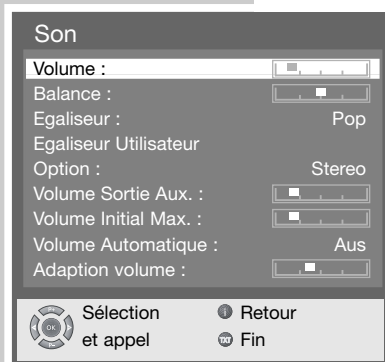 Son
Volume :
Balance :
Egaliseur : Pop
Egaliseur Utilisateur
Option : Stereo
Volume Sortie Aux. :
Volume Initial Max. :
Volume Automatique : Aus
Adaption volume :
Sélection i Retour
OK
et appel TXT Fin